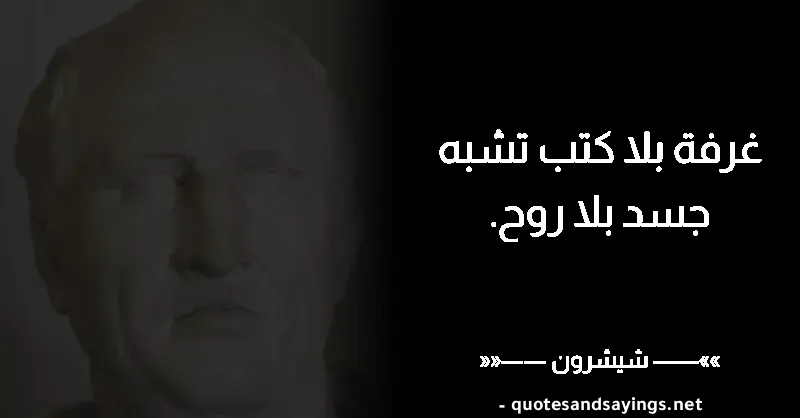 غرفة بلا كتب تشبه
جسد بلا روح.
»»—— شيشرون ——««
- quotesandsayings.net